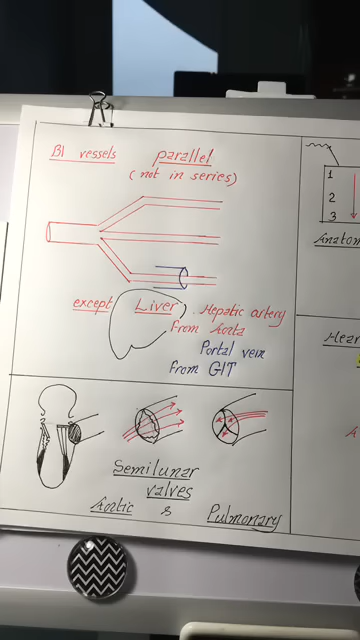 Bl vessels parallel
(not in series)
except Liver . Hepatic artery
from Aorta
Portal vein
from GIT
Semilunar
valves
Aortic & Pulmonary
1
2
3
Anatom
Hear
A